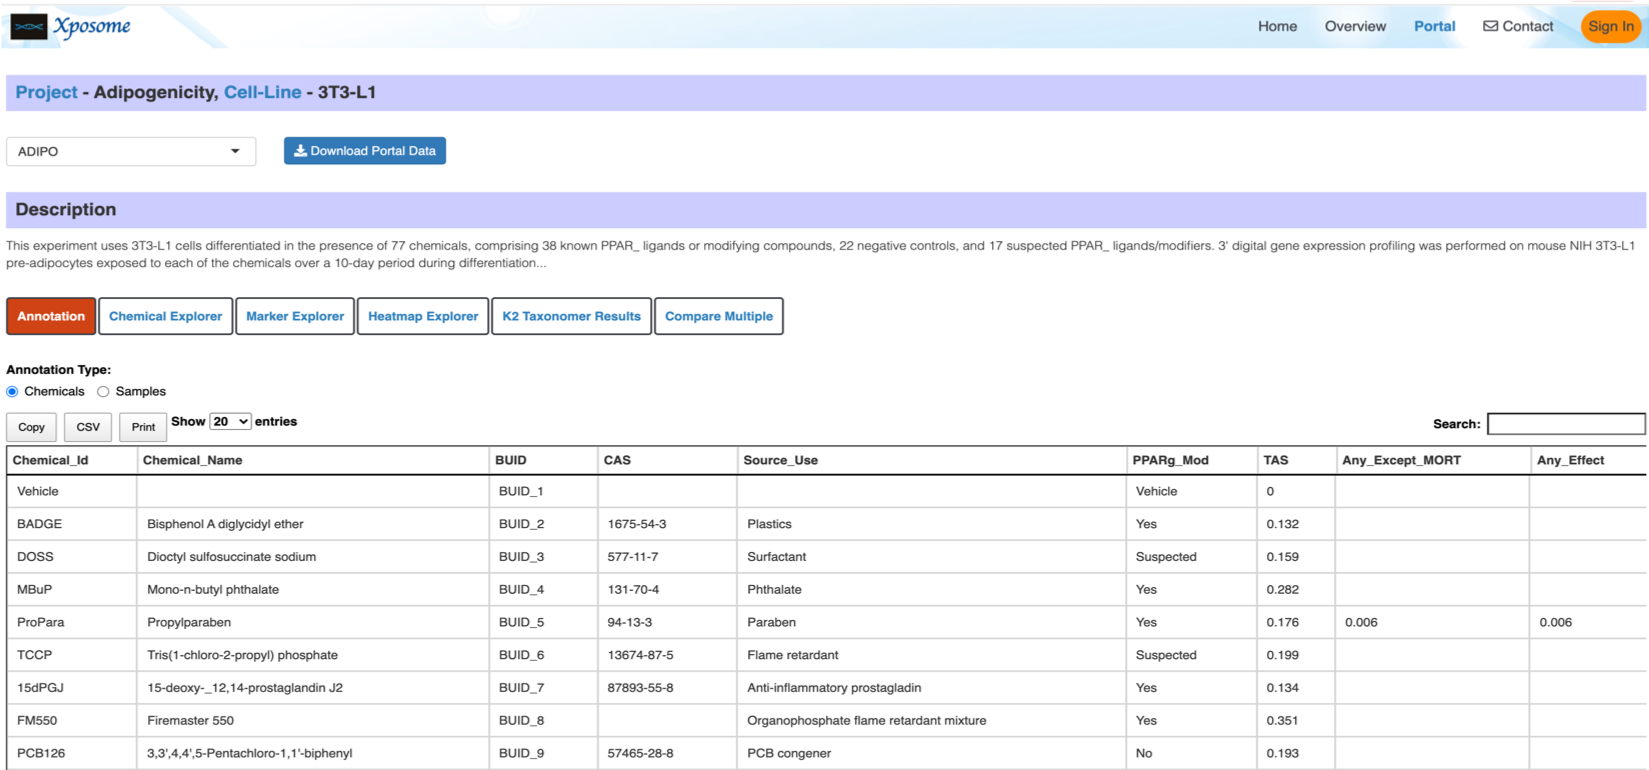 Xposome
Home Overview Portal Contact Sign In
Project - Adipogenicity, Cell-Line - 3T3-L1
ADIPO Download Portal Data
Description
This experiment uses 3T3-L1 cells differentiated in the presence of 77 chemicals, comprising 38 known PPAR_ ligands or modifying compounds, 22 negative controls, and 17 suspected PPAR_ ligands/modifiers. 3' digital gene expression profiling was performed on mouse NIH 3T3-L1
pre-adipocytes exposed to each of the chemicals over a 10-day period during differentiation...
Annotation Chemical Explorer Marker Explorer Heatmap Explorer K2 Taxonomer Results Compare Multiple
Annotation Type:
Chemicals Samples
Copy CSV Print Show 20 entries Search:
Chemical_Id Chemical_Name BUID CAS Source_Use PPARg_Mod TAS Any_Except_MORT Any_Effect
Vehicle BUID_1 Vehicle 0
BADGE Bisphenol A diglycidyl ether BUID_2 1675-54-3 Plastics Yes 0.132
DOSS Dioctyl sulfosuccinate sodium BUID_3 577-11-7 Surfactant Suspected 0.159
MBuP Mono-n-butyl phthalate BUID_4 131-70-4 Phthalate Yes 0.282
ProPara Propylparaben BUID_5 94-13-3 Paraben Yes 0.176 0.006 0.006
TCCP Tris(1-chloro-2-propyl) phosphate BUID_6 13674-87-5 Flame retardant Suspected 0.199
15dPGJ 15-deoxy-_12,14-prostaglandin J2 BUID_7 87893-55-8 Anti-inflammatory prostagladin Yes 0.134
FM550 Firemaster 550 BUID_8 Organophosphate flame retardant mixture Yes 0.351
PCB126 3,3',4,4',5-Pentachloro-1,1'-biphenyl BUID_9 57465-28-8 PCB congener No 0.193